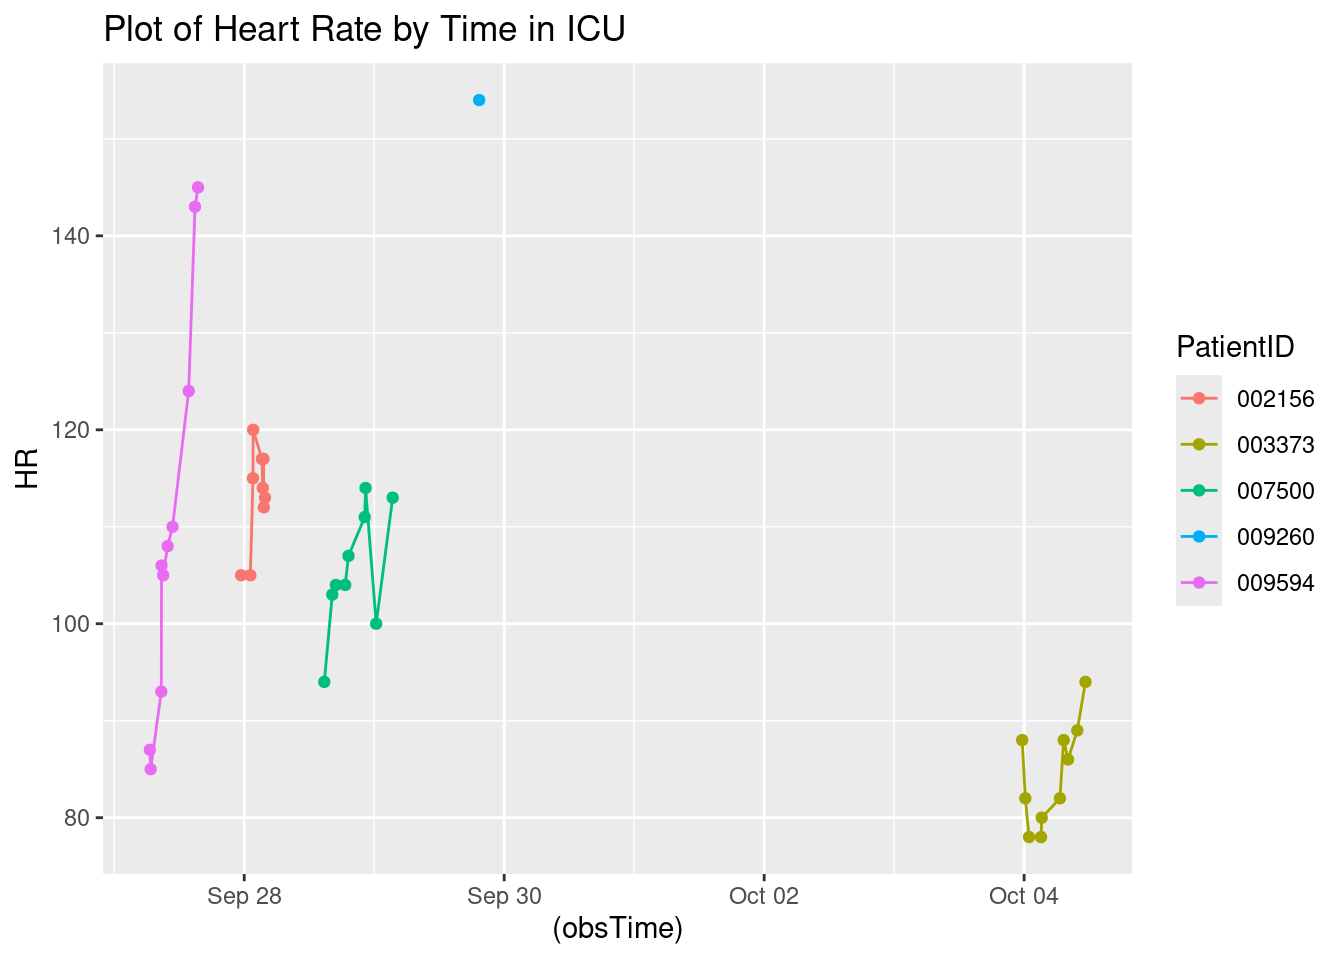 Plot of Heart Rate by Time in ICU
HR
140
120
100
80
Sep 28
Sep 30
Oct 02
Oct 04
(obsTime)
PatientID
002156
003373
007500
009260
009594